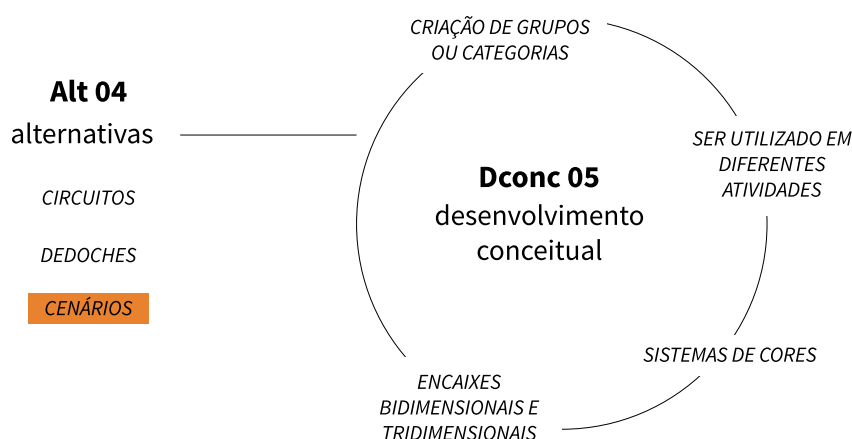 Alt 04
alternativas
CIRCUITOS
DEDOCHES
CENÁRIOS
CRIAÇÃO DE GRUPOS
OU CATEGORIAS
SER UTILIZADO EM
DIFERENTES
ATIVIDADES
Dconc 05
desenvolvimento
conceitual
SISTEMAS DE CORES
ENCAIXES
BIDIMENSIONAIS E
TRIDIMENSIONAIS